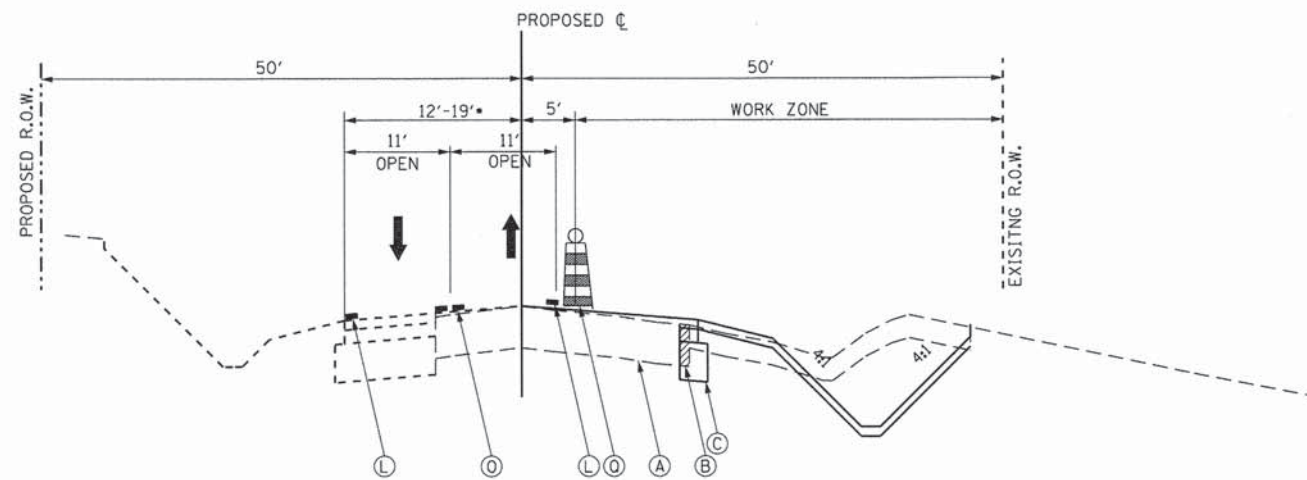 PROPOSED ℄
50'
50'
12'-19'*
5'
WORK ZONE
11'
OPEN
11'
OPEN
PROPOSED R.O.W.
EXISITNG R.O.W.
4:1
4:1
L
O
L
Q
A
B
C